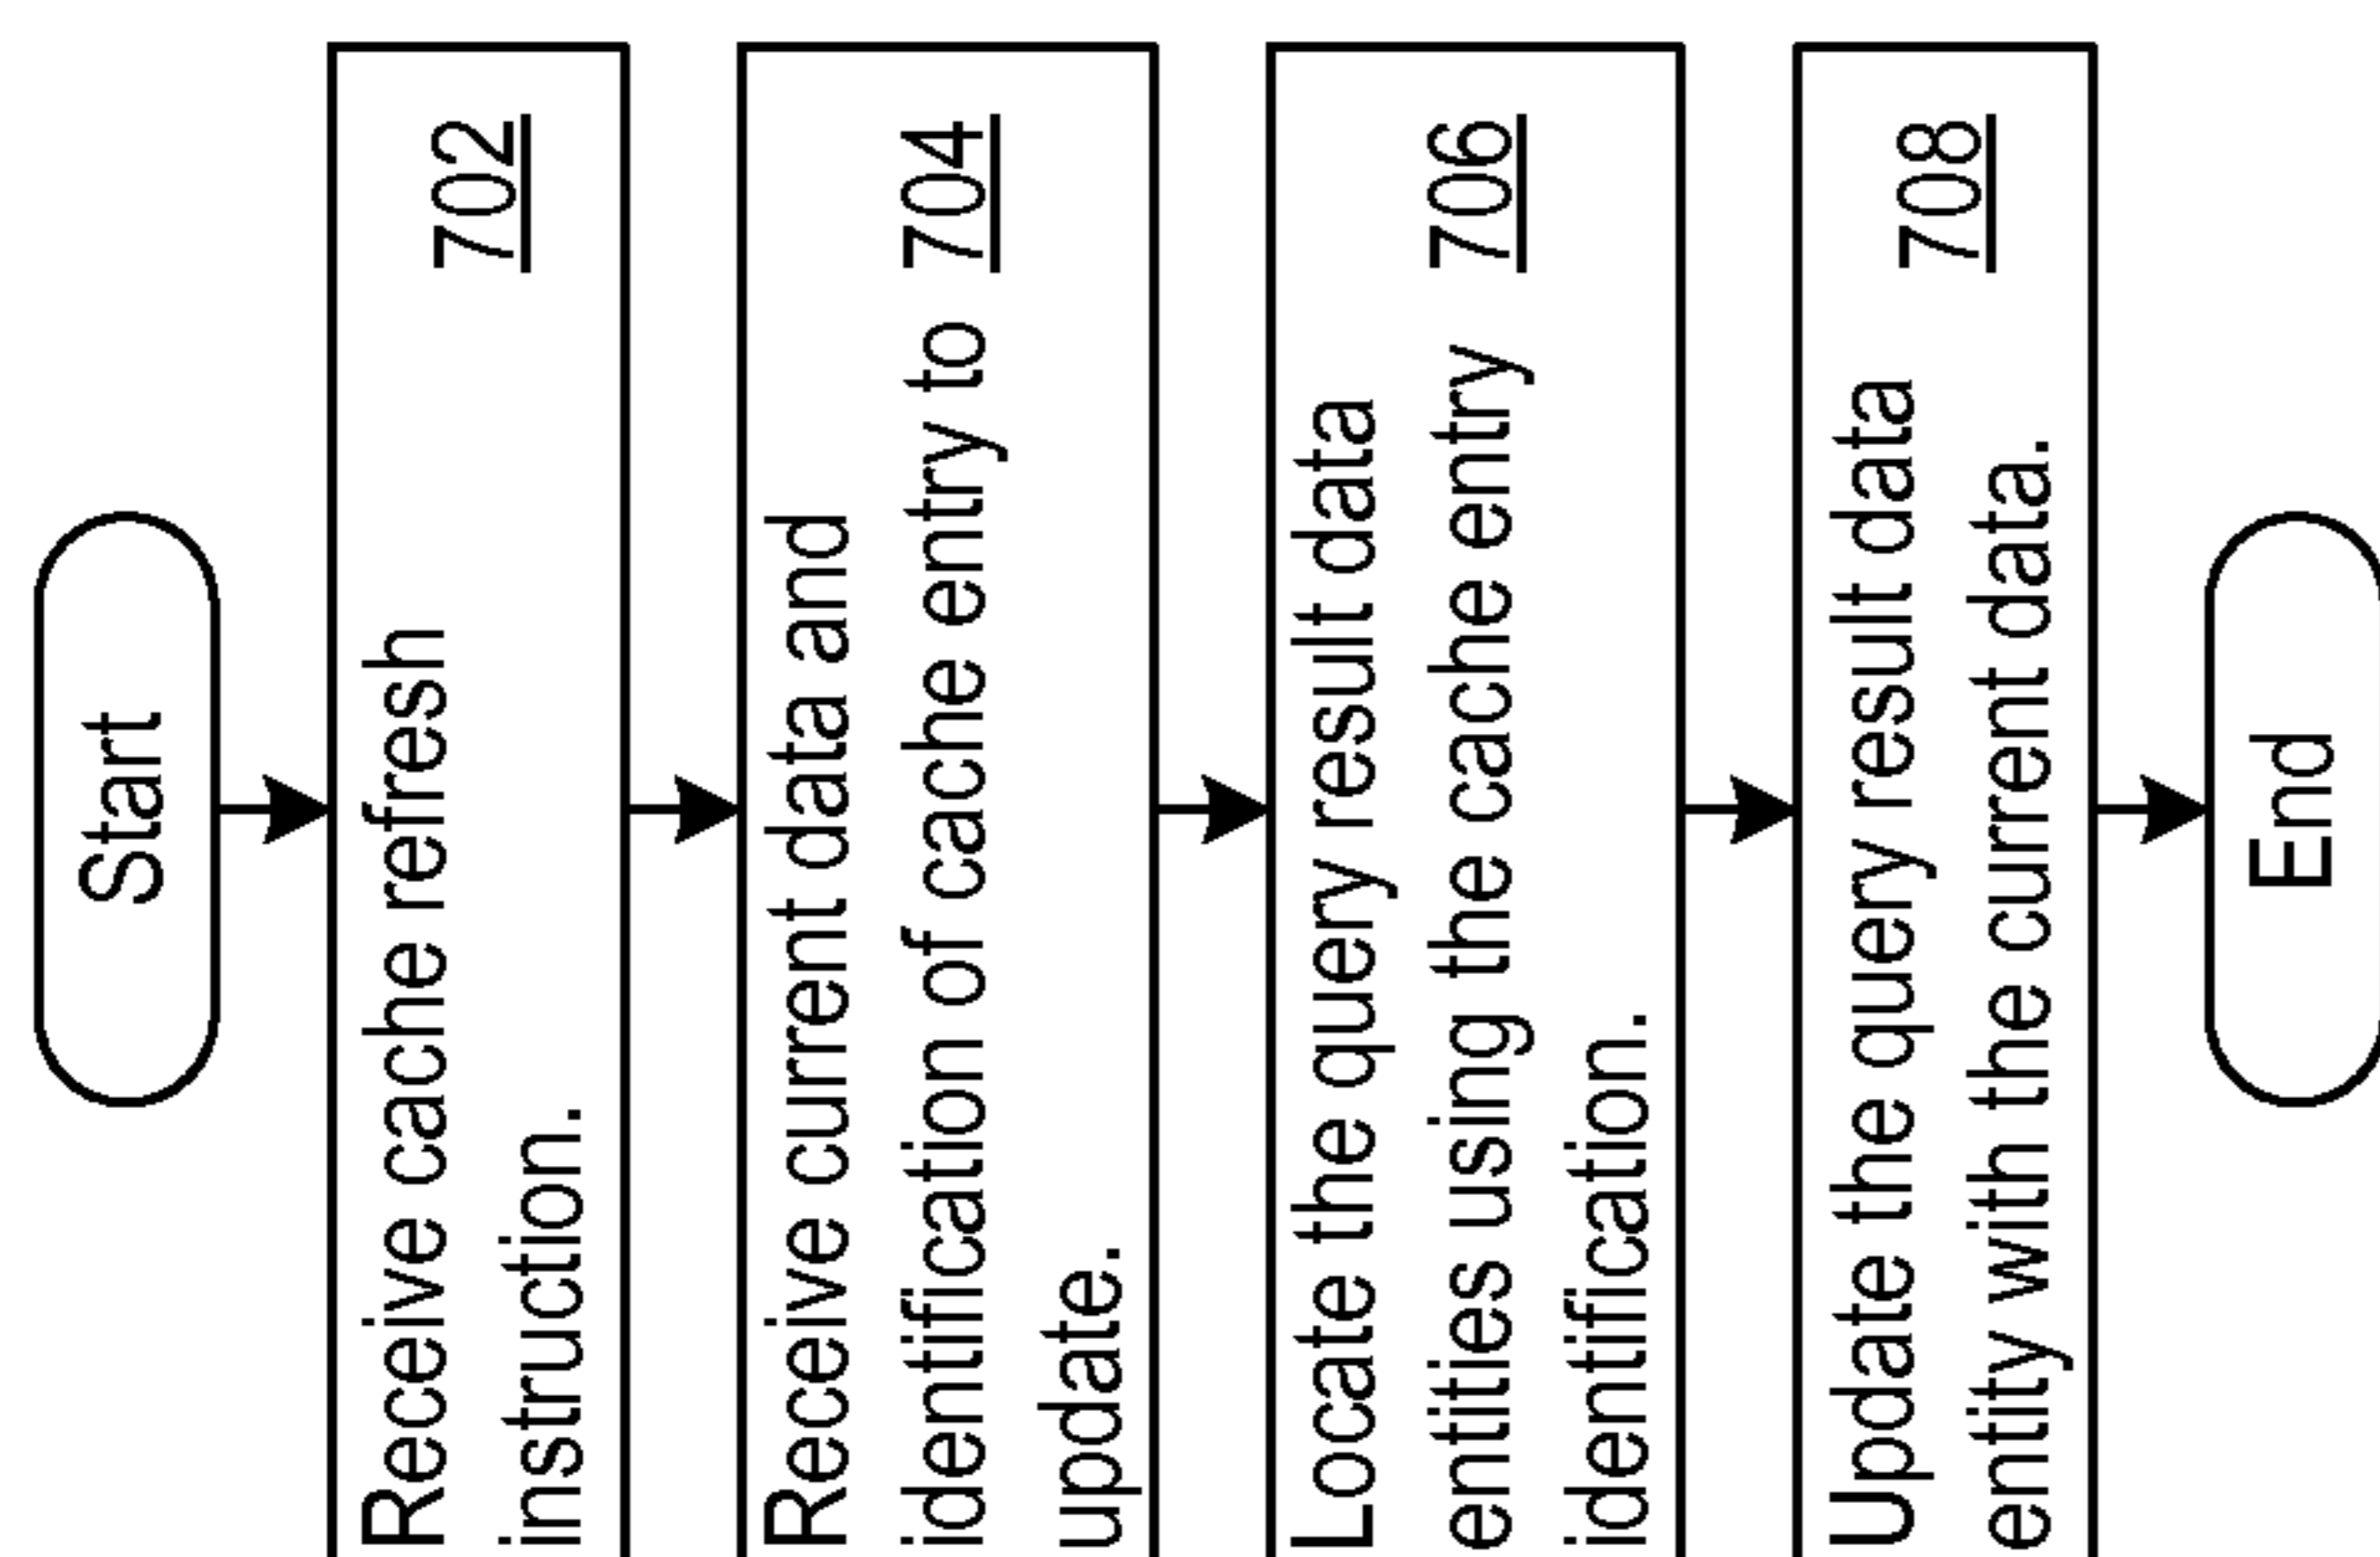 Start
Receive cache refresh
instruction.
702
Receive current data and
identification of cache entry to 704
update.
Locate the query result data
entities using the cache entry 706
identification.
Update the query result data
entity with the current data.
708
End